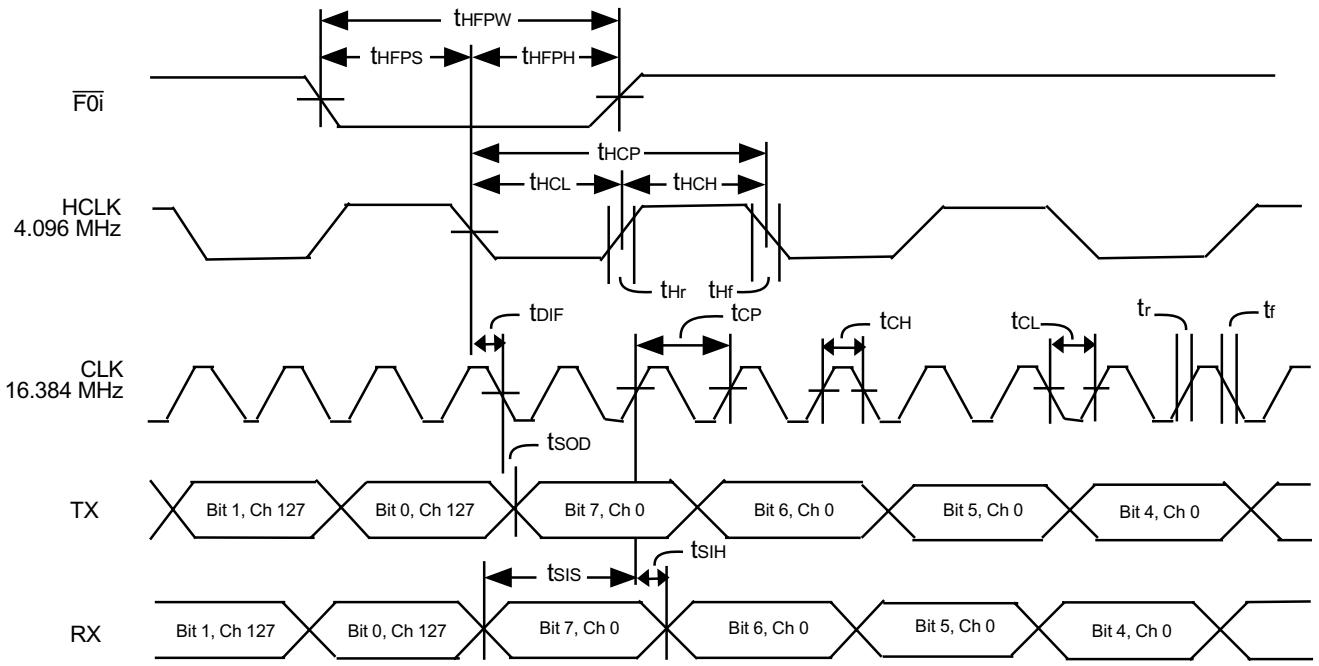 tHFPW
tHFPS tHFPH
F0i
tHCP
tHCL tHCH
HCLK
4.096 MHz
tHr tHf
tDIF tCP tCH tCL tr tf
CLK
16.384 MHz
tSOD
TX Bit 1, Ch 127 Bit 0, Ch 127 Bit 7, Ch 0 Bit 6, Ch 0 Bit 5, Ch 0 Bit 4, Ch 0
tSIH
tSIS
RX Bit 1, Ch 127 Bit 0, Ch 127 Bit 7, Ch 0 Bit 6, Ch 0 Bit 5, Ch 0 Bit 4, Ch 0